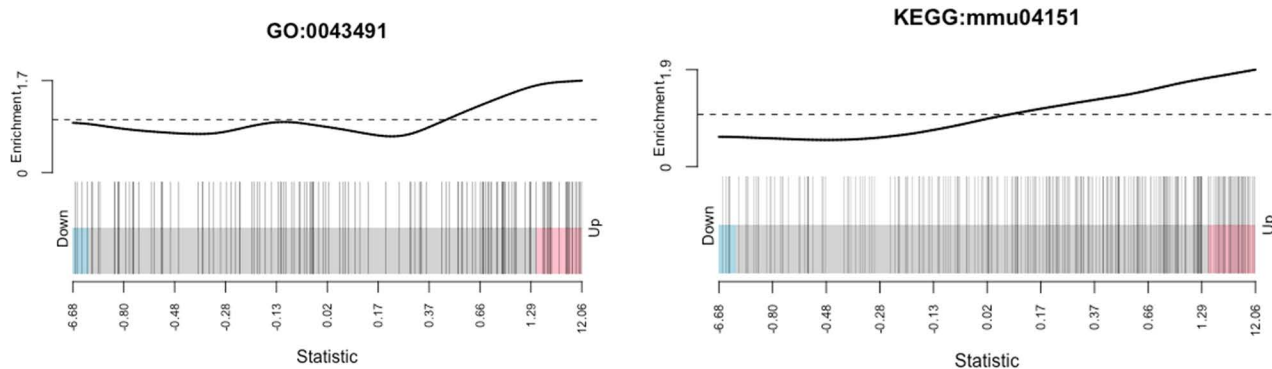 GO:0043491
Enrichment
1.7
0
Down
Up
-6.68
-0.80
-0.48
-0.28
-0.13
0.02
0.17
0.37
0.66
1.29
12.06
Statistic
KEGG:mmu04151
Enrichment
1.9
0
Down
Up
-6.68
-0.80
-0.48
-0.28
-0.13
0.02
0.17
0.37
0.66
1.29
12.06
Statistic